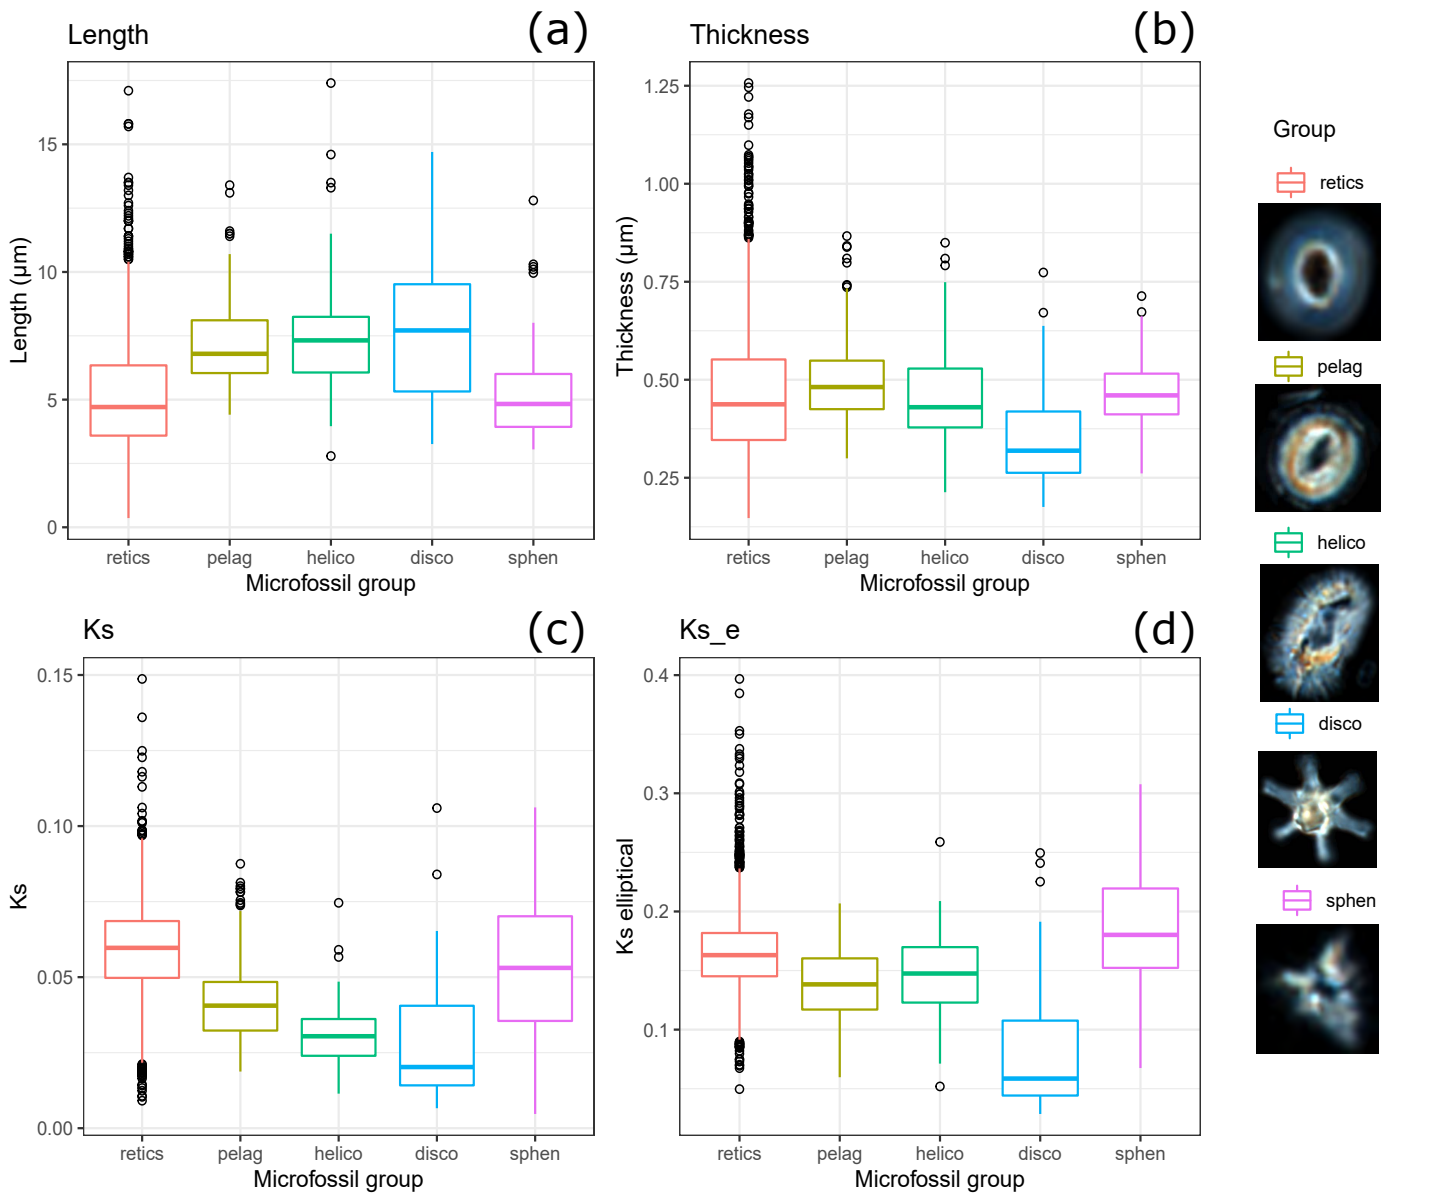 Length
(a)
15
10
5
0
Length (μm)
retics pelag helico disco sphen
Microfossil group
Thickness
(b)
1.25
1.00
0.75
0.50
0.25
Thickness (μm)
retics pelag helico disco sphen
Microfossil group
Ks
(c)
0.15
0.10
0.05
0.00
Ks
retics pelag helico disco sphen
Microfossil group
Ks_e
(d)
0.4
0.3
0.2
0.1
Ks elliptical
retics pelag helico disco sphen
Microfossil group
Group
retics
pelag
helico
disco
sphen